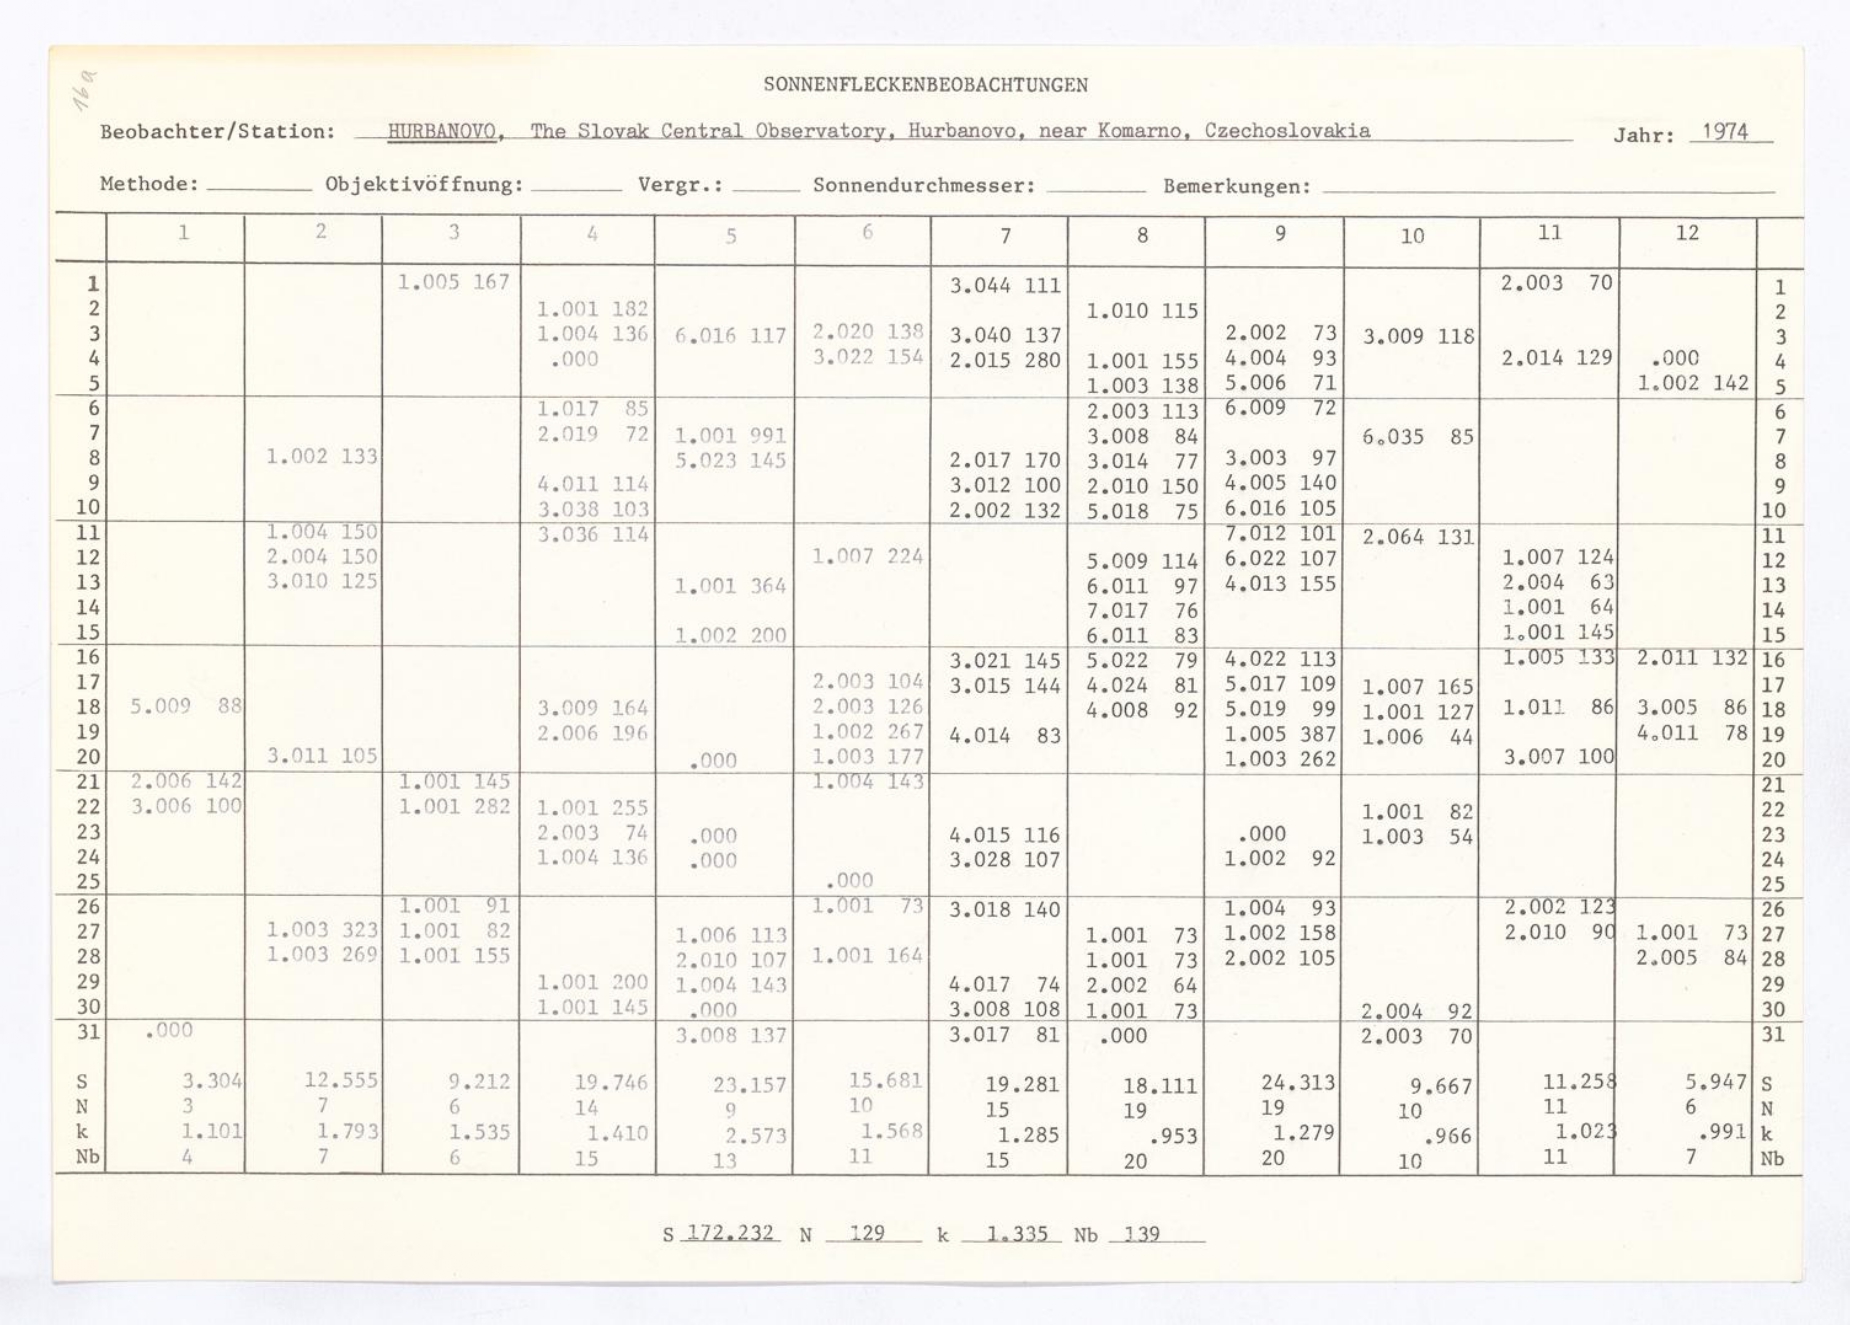 16a
SONNENFLECKENBEOBACHTUNGEN
Beobachter/Station: HURBANOVO, The Slovak Central Observatory, Hurbanovo, near Komarno, Czechoslovakia Jahr: 1974
Methode: Objektivöffnung: Vergr.: Sonnendurchmesser: Bemerkungen:
1 2 3 4 5 6 7 8 9 10 11 12
1 1.005 167 3.044 111 2.003 70 1
2 1.001 182 1.010 115 2
3 1.004 136 6.016 117 2.020 138 3.040 137 2.002 73 3.009 118 3
4 .000 3.022 154 2.015 280 1.001 155 4.004 93 2.014 129 .000 4
5 1.003 138 5.006 71 1.002 142 5
6 1.017 85 2.003 113 6.009 72 6
7 2.019 72 1.001 991 3.008 84 6.035 85 7
8 1.002 133 5.023 145 2.017 170 3.014 77 3.003 97 8
9 4.011 114 3.012 100 2.010 150 4.005 140 9
10 3.038 103 2.002 132 5.018 75 6.016 105 10
11 1.004 150 3.036 114 7.012 101 2.064 131 11
12 2.004 150 1.007 224 5.009 114 6.022 107 1.007 124 12
13 3.010 125 1.001 364 6.011 97 4.013 155 2.004 63 13
14 7.017 76 1.001 64 14
15 1.002 200 6.011 83 1.001 145 15
16 3.021 145 5.022 79 4.022 113 1.005 133 2.011 132 16
17 2.003 104 3.015 144 4.024 81 5.017 109 1.007 165 17
18 5.009 88 3.009 164 2.003 126 4.008 92 5.019 99 1.001 127 1.011 86 3.005 86 18
19 2.006 196 1.002 267 4.014 83 1.005 387 1.006 44 4.011 78 19
20 3.011 105 .000 1.003 177 1.003 262 3.007 100 20
21 2.006 142 1.001 145 1.004 143 21
22 3.006 100 1.001 282 1.001 255 1.001 82 22
23 2.003 74 .000 4.015 116 .000 1.003 54 23
24 1.004 136 .000 3.028 107 1.002 92 24
25 .000 25
26 1.001 91 1.001 73 3.018 140 1.004 93 2.002 123 26
27 1.003 323 1.001 82 1.006 113 1.001 73 1.002 158 2.010 90 1.001 73 27
28 1.003 269 1.001 155 2.010 107 1.001 164 1.001 73 2.002 105 2.005 84 28
29 1.001 200 1.004 143 4.017 74 2.002 64 29
30 1.001 145 .000 3.008 108 1.001 73 2.004 92 30
31 .000 3.008 137 3.017 81 .000 2.003 70 31
S 3.304 12.555 9.212 19.746 23.157 15.681 19.281 18.111 24.313 9.667 11.258 5.947 S
N 3 7 6 14 9 10 15 19 19 10 11 6 N
k 1.101 1.793 1.535 1.410 2.573 1.568 1.285 .953 1.279 .966 1.023 .991 k
Nb 4 7 6 15 13 11 15 20 20 10 11 7 Nb
S 172.232 N 129 k 1.335 Nb 139